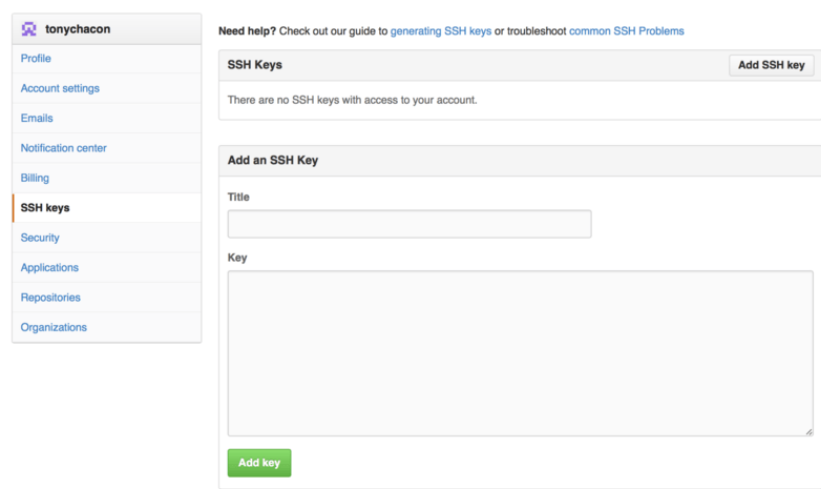 tonychacon
Profile
Account settings
Emails
Notification center
Billing
SSH keys
Security
Applications
Repositories
Organizations
Need help? Check out our guide to generating SSH keys or troubleshoot common SSH Problems
SSH Keys
Add SSH key
There are no SSH keys with access to your account.
Add an SSH Key
Title
Key
Add key